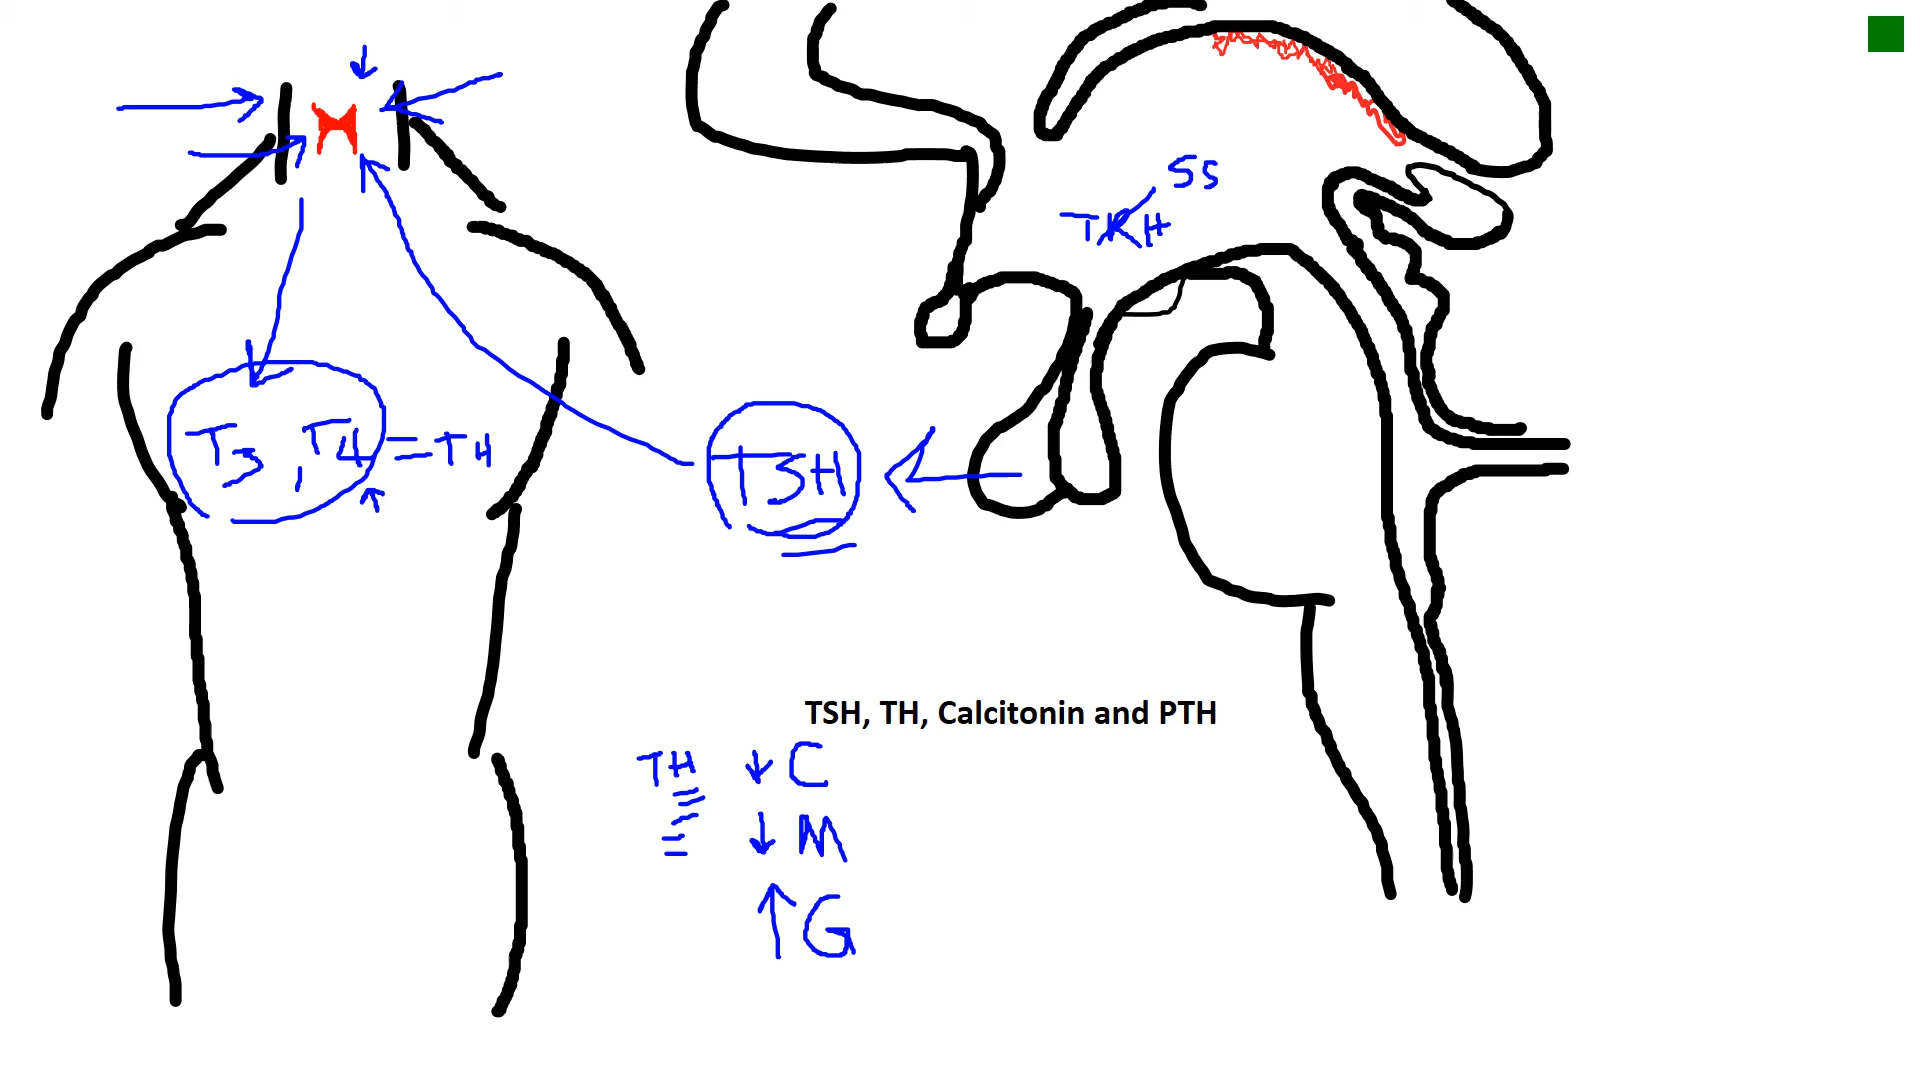 SS
TRH
T3, T4 = TH
TSH
TSH, TH, Calcitonin and PTH
TH ↓ C
↓ M
↑ G